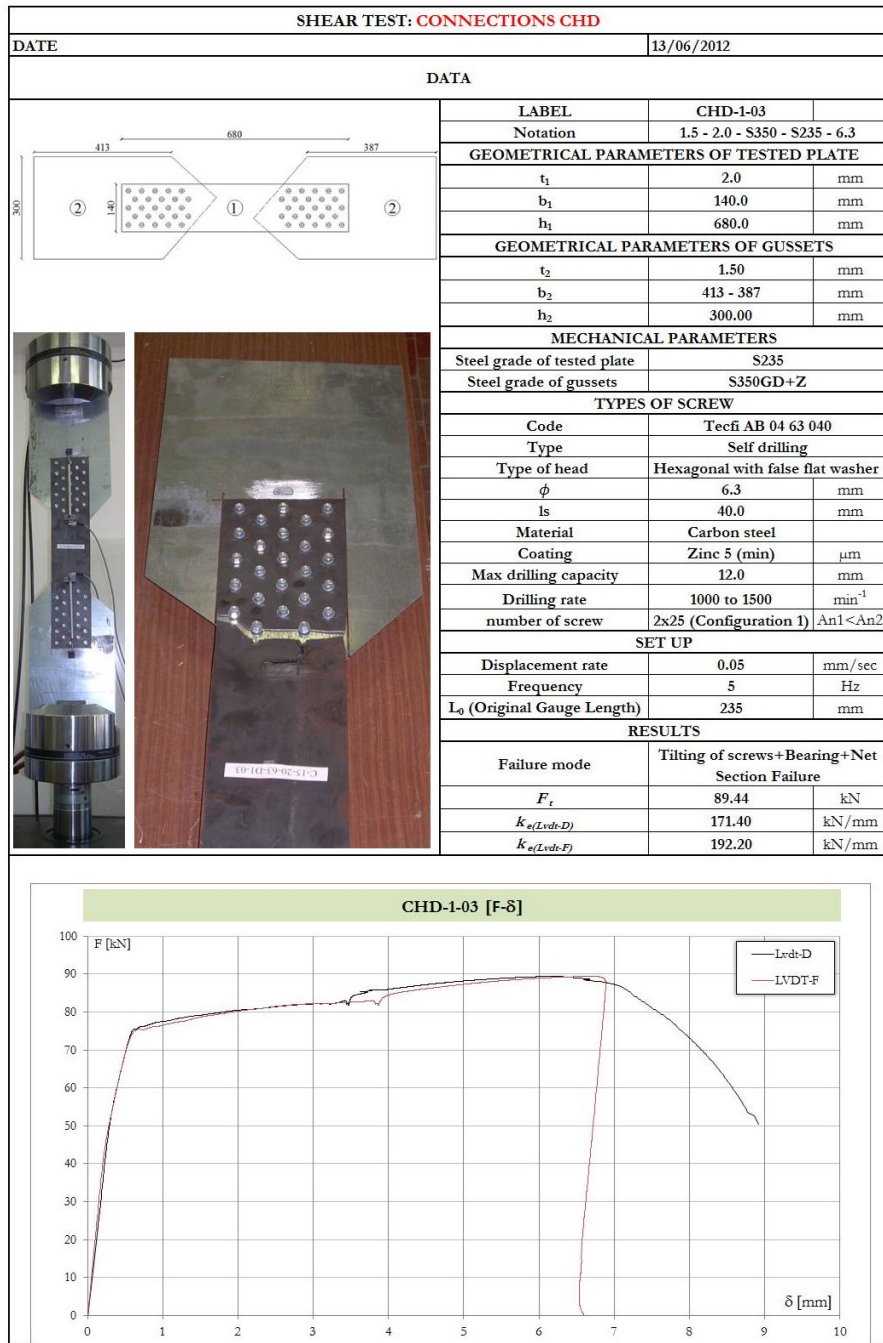 SHEAR TEST: CONNECTIONS CHD
DATE 13/06/2012
DATA
680
413 387
300
140
2 1 2
LABEL CHD-1-03
Notation 1.5 - 2.0 - S350 - S235 - 6.3
GEOMETRICAL PARAMETERS OF TESTED PLATE
t₁ 2.0 mm
b₁ 140.0 mm
h₁ 680.0 mm
GEOMETRICAL PARAMETERS OF GUSSETS
t₂ 1.50 mm
b₂ 413 - 387 mm
h₂ 300.00 mm
MECHANICAL PARAMETERS
Steel grade of tested plate S235
Steel grade of gussets S350GD+Z
TYPES OF SCREW
Code Tecfi AB 04 63 040
Type Self drilling
Type of head Hexagonal with false flat washer
ϕ 6.3 mm
ls 40.0 mm
Material Carbon steel
Coating Zinc 5 (min) μm
Max drilling capacity 12.0 mm
Drilling rate 1000 to 1500 min⁻¹
number of screw 2x25 (Configuration 1) An1<An2
SET UP
Displacement rate 0.05 mm/sec
Frequency 5 Hz
L₀ (Original Gauge Length) 235 mm
RESULTS
Failure mode Tilting of screws+Bearing+Net
Section Failure
Fₜ 89.44 kN
kₑ(Lvdt-D) 171.40 kN/mm
kₑ(Lvdt-F) 192.20 kN/mm
C-15-20-63-D1-03
CHD-1-03 [F-δ]
F [kN]
100
90
80
70
60
50
40
30
20
10
0
Lvdt-D
LVDT-F
δ [mm]
0 1 2 3 4 5 6 7 8 9 10